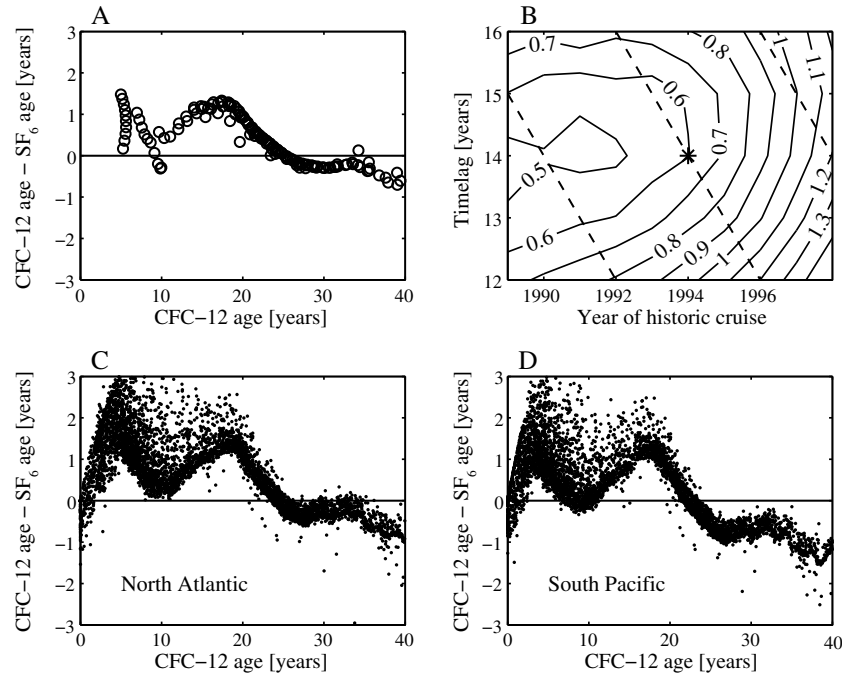 A
CFC−12 age − SF6 age [years]
3
2
1
0
−1
−2
−3
0 10 20 30 40
CFC−12 age [years]
B
Timelag [years]
16
15
14
13
12
1990 1992 1994 1996
Year of historic cruise
0.7
0.8
1
1.1
0.6
0.7
0.5
1.2
0.6
0.8
0.9
1
1.3
C
CFC−12 age − SF6 age [years]
3
2
1
0
−1
−2
−3
North Atlantic
0 10 20 30 40
CFC−12 age [years]
D
CFC−12 age − SF6 age [years]
3
2
1
0
−1
−2
−3
South Pacific
0 10 20 30 40
CFC−12 age [years]